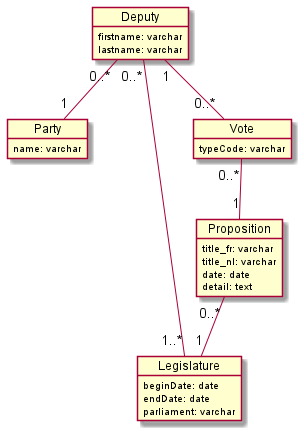 Deputy
firstname: varchar
lastname: varchar
0..*
0..*
1
1
0..*
Party
name: varchar
Vote
typeCode: varchar
0..*
1
Proposition
title_fr: varchar
title_nl: varchar
date: date
detail: text
0..*
1..*
1
Legislature
beginDate: date
endDate: date
parliament: varchar